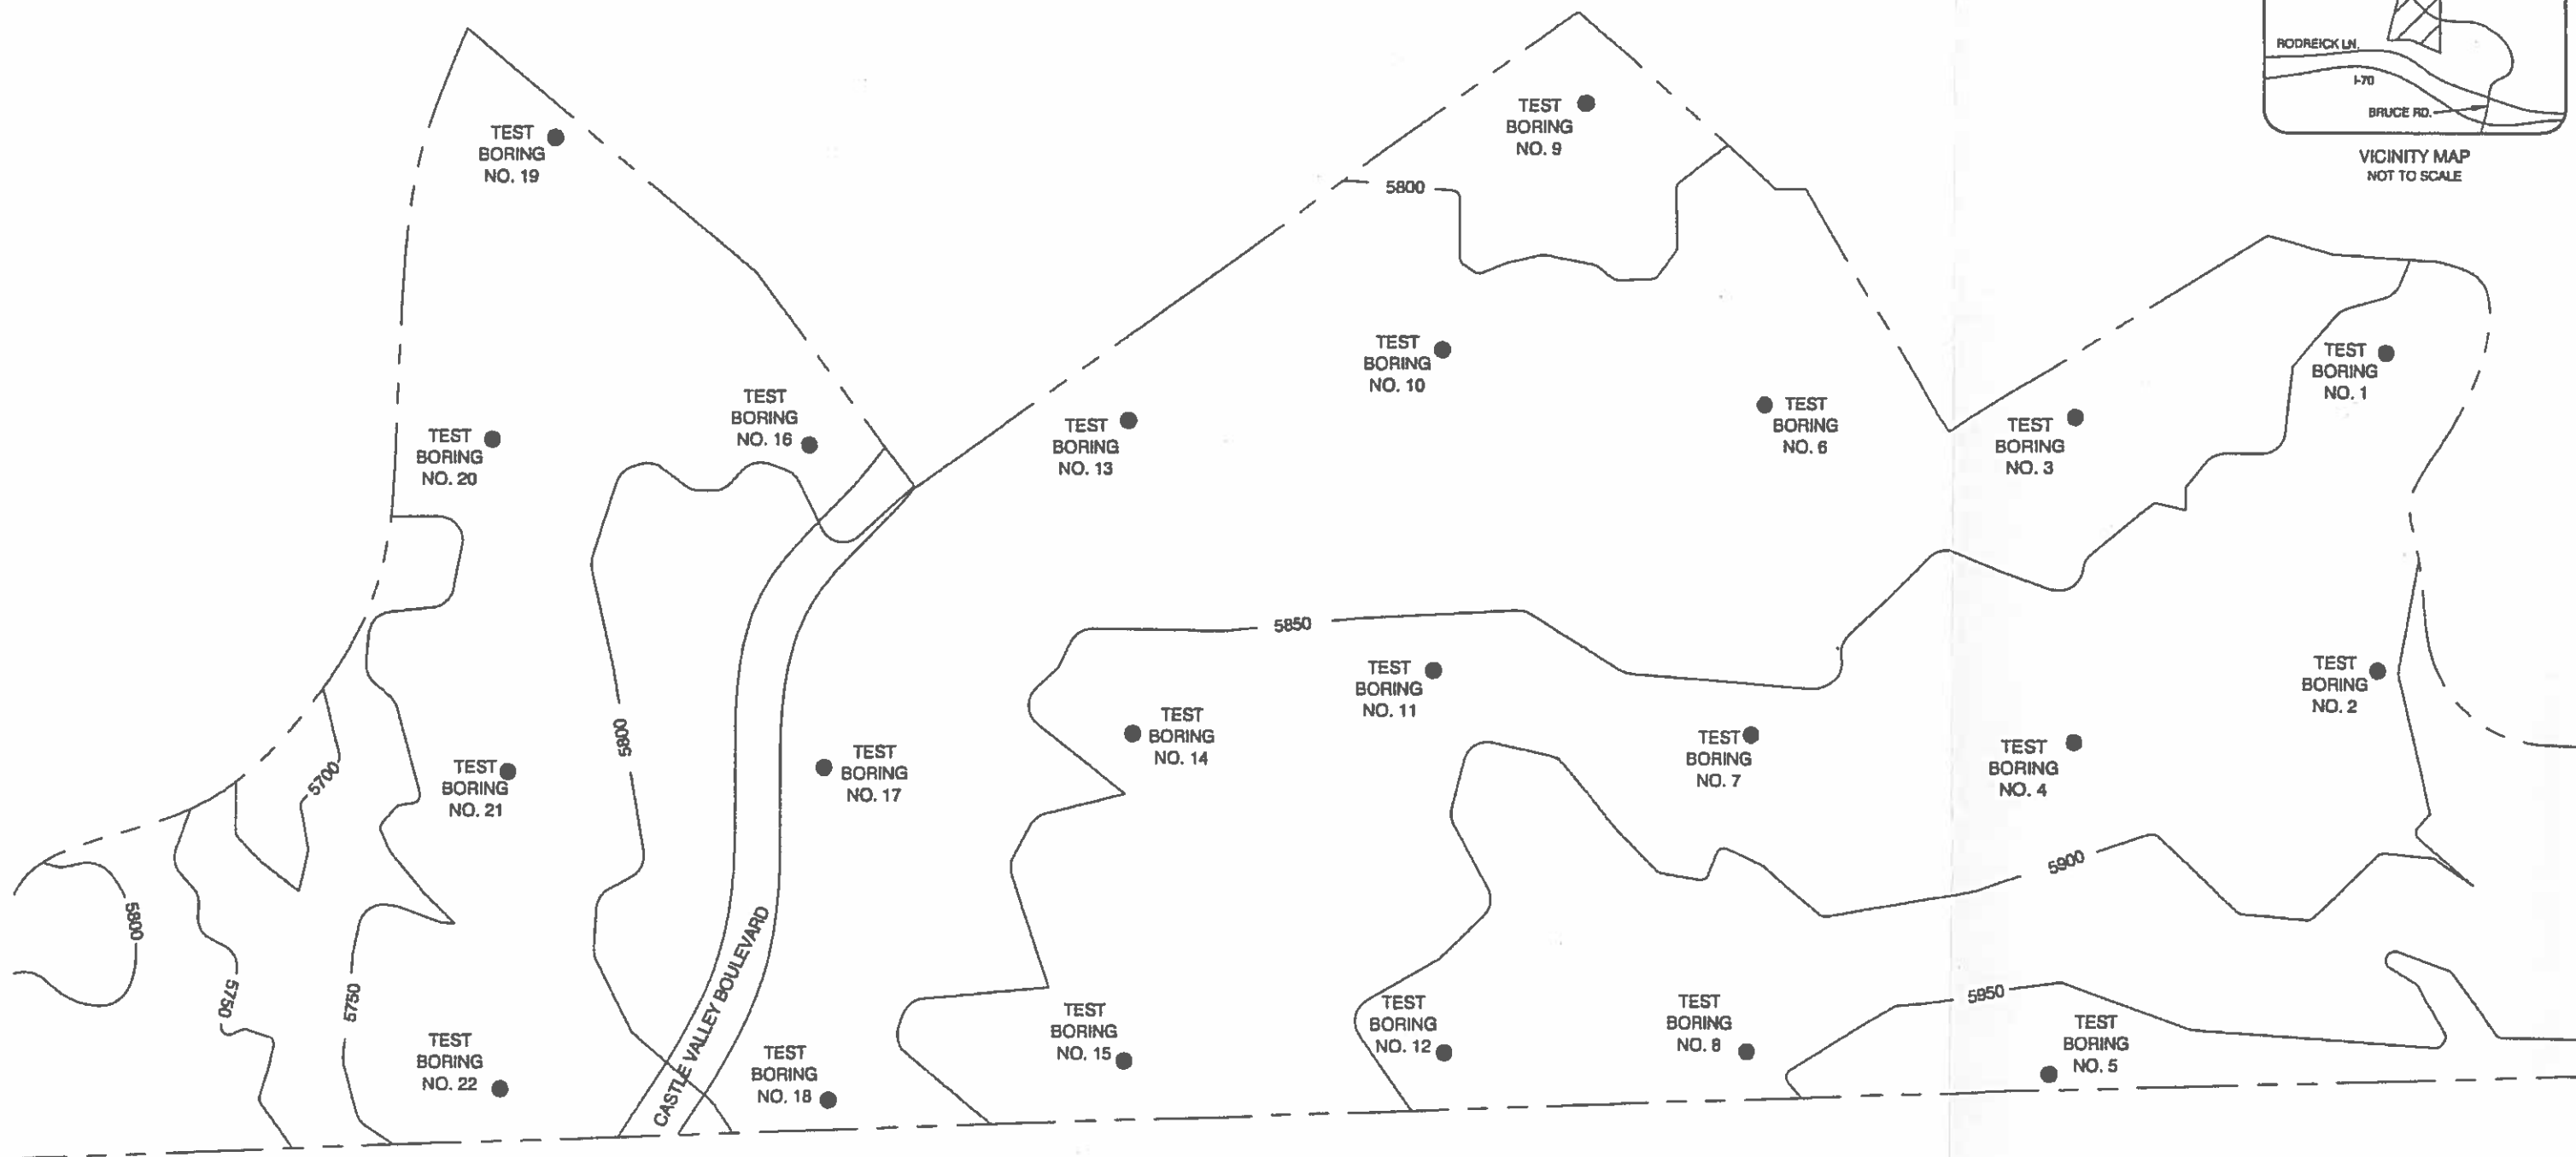 RODREICK LN.
I-70
BRUCE RD.
VICINITY MAP
NOT TO SCALE
TEST
BORING
NO. 19
TEST
BORING
NO. 9
5800
TEST
BORING
NO. 10
TEST
BORING
NO. 1
TEST
BORING
NO. 16
TEST
BORING
NO. 13
TEST
BORING
NO. 6
TEST
BORING
NO. 3
TEST
BORING
NO. 20
5850
TEST
BORING
NO. 11
TEST
BORING
NO. 2
TEST
BORING
NO. 14
5800
TEST
BORING
NO. 17
TEST
BORING
NO. 7
TEST
BORING
NO. 4
5700
TEST
BORING
NO. 21
5900
5800
5750
5750
CASTLE VALLEY BOULEVARD
5950
TEST
BORING
NO. 22
TEST
BORING
NO. 18
TEST
BORING
NO. 15
TEST
BORING
NO. 12
TEST
BORING
NO. 8
TEST
BORING
NO. 5